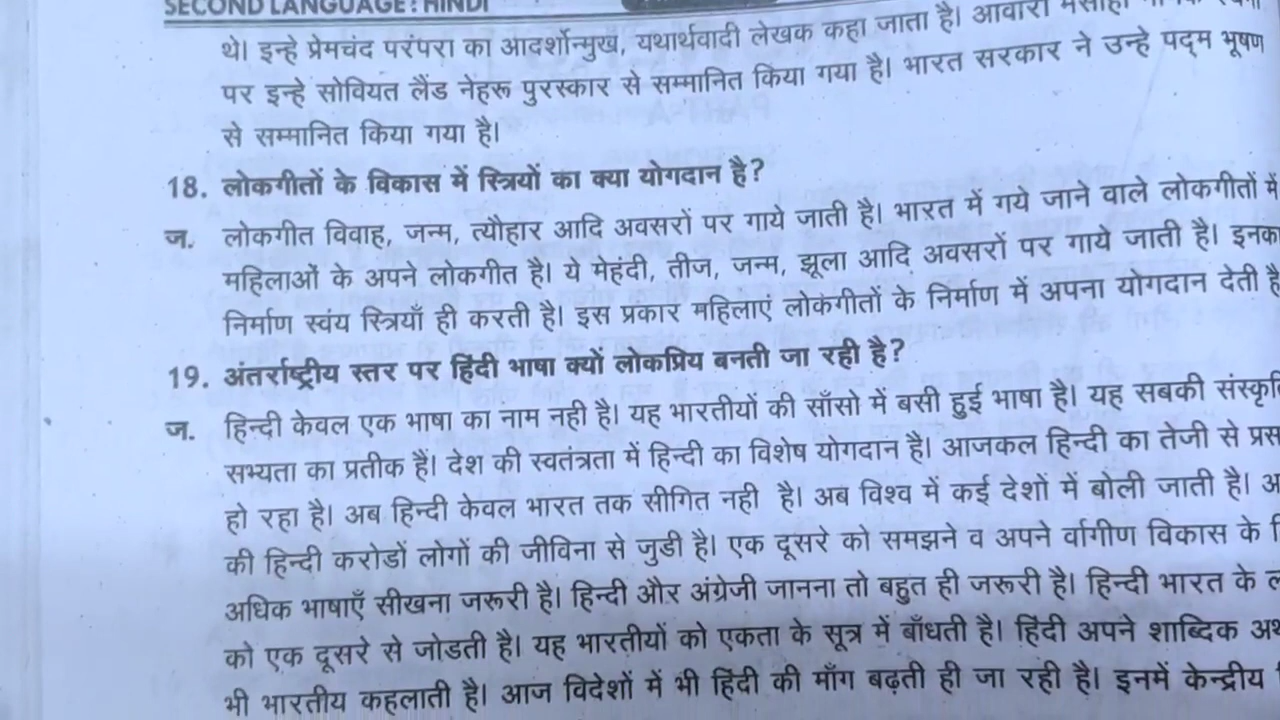 SECOND LANGUAGE : HINDI
थे। इन्हे प्रेमचंद परंपरा का आदर्शोन्मुख, यथार्थवादी लेखक कहा जाता है। आवारा मसीहा
पर इन्हे सोवियत लैंड नेहरू पुरस्कार से सम्मानित किया गया है। भारत सरकार ने उन्हे पद्म भूषण
से सम्मानित किया गया है।
18. लोकगीतों के विकास में स्त्रियों का क्या योगदान है?
ज. लोकगीत विवाह, जन्म, त्यौहार आदि अवसरों पर गाये जाती है। भारत में गये जाने वाले लोकगीतों में
महिलाओं के अपने लोकगीत है। ये मेहंदी, तीज, जन्म, झूला आदि अवसरों पर गाये जाती है। इनका
निर्माण स्वंय स्त्रियाँ ही करती है। इस प्रकार महिलाएं लोकगीतों के निर्माण में अपना योगदान देती है
19. अंतर्राष्ट्रीय स्तर पर हिंदी भाषा क्यों लोकप्रिय बनती जा रही है?
ज. हिन्दी केवल एक भाषा का नाम नही है। यह भारतीयों की साँसो में बसी हुई भाषा है। यह सबकी
सभ्यता का प्रतीक है। देश की स्वतंत्रता में हिन्दी का विशेष योगदान है। आजकल हिन्दी का तेजी से
हो रहा है। अब हिन्दी केवल भारत तक सीगित नही है। अब विश्व में कई देशों में बोली जाती है।
की हिन्दी करोडों लोगों की जीविना से जुडी है। एक दूसरे को समझने व अपने र्वागीण विकास के
अधिक भाषाएँ सीखना जरूरी है। हिन्दी और अंग्रेजी जानना तो बहुत ही जरूरी है। हिन्दी भारत के
को एक दूसरे से जोडती है। यह भारतीयों को एकता के सूत्र में बाँधती है। हिंदी अपने शाब्दिक
भी भारतीय कहलाती है। आज विदेशों में भी हिंदी की माँग बढ़ती ही जा रही है। इनमें केन्द्रीय